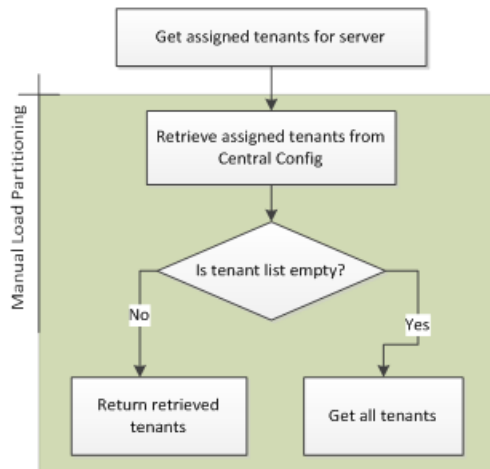 Get assigned tenants for server
Manual Load Partitioning
Retrieve assigned tenants from
Central Config
Is tenant list empty?
No
Yes
Return retrieved
tenants
Get all tenants